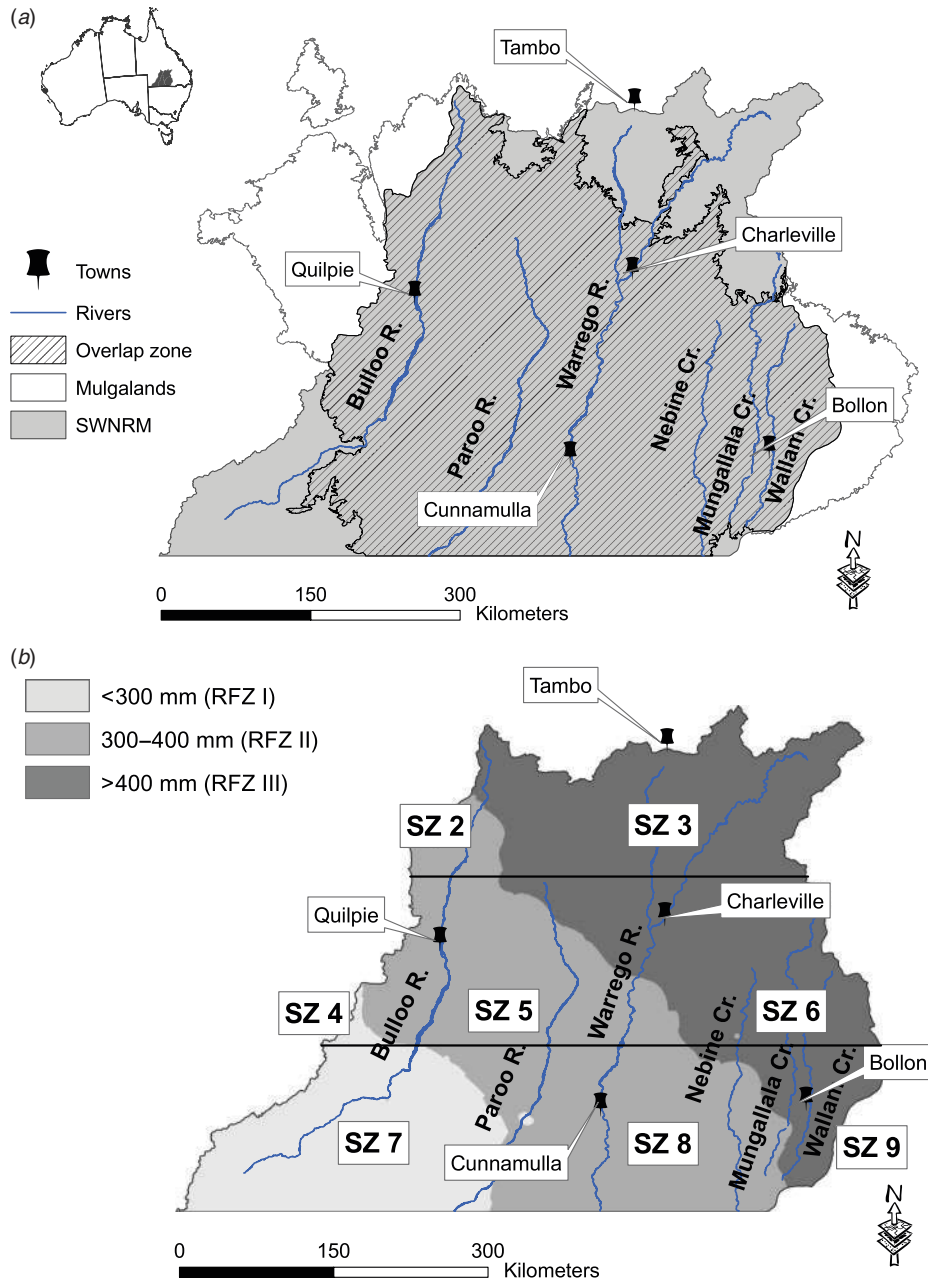 (a)
Tambo
Charleville
Quilpie
Towns
Rivers
Overlap zone
Mulgalands
SWNRM
Bulloo R.
Paroo R.
Warrego R.
Nebine Cr.
Mungallala Cr.
Wallam Cr.
Bollon
Cunnamulla
N
0 150 300
Kilometers
(b)
<300 mm (RFZ I)
300–400 mm (RFZ II)
>400 mm (RFZ III)
Tambo
SZ 2
SZ 3
Quilpie
Charleville
Bulloo R.
Warrego R.
SZ 4
SZ 5
SZ 6
Paroo R.
Nebine Cr.
Mungallala Cr.
Wallam Cr.
Bollon
SZ 7
Cunnamulla
SZ 8
SZ 9
N
0 150 300
Kilometers